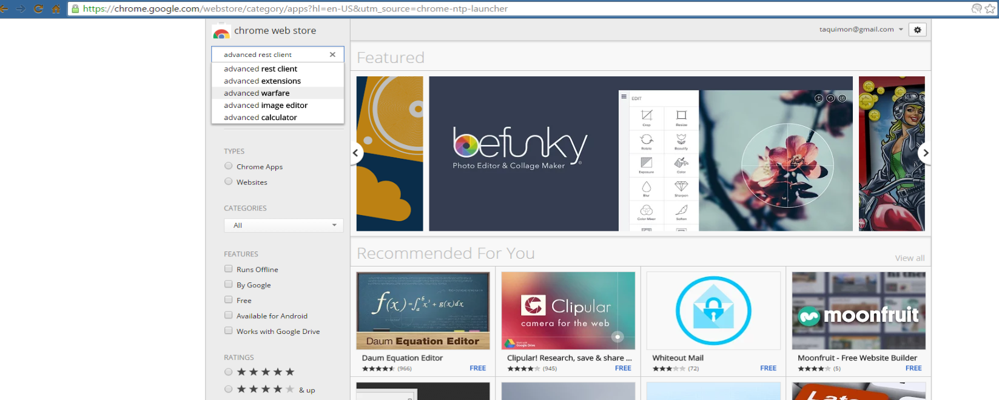 https://chrome.google.com/webstore/category/apps?hl=en-US&utm_source=chrome-ntp-launcher
chrome web store
taquimon@gmail.com
advanced rest client
advanced rest client
advanced extensions
advanced warfare
advanced image editor
advanced calculator
TYPES
Chrome Apps
Websites
CATEGORIES
All
FEATURES
Runs Offline
By Google
Free
Available for Android
Works with Google Drive
RATINGS
& up
Featured
befunky
Photo Editor & Collage Maker
EDIT
Crop
Resize
Rotate
Beautify
Exposure
Color
Blur
Sharpen
Color Mixer
Soften
Recommended For You
View all
f(x)=∫ₐᵇ x³ + g(x)dx
Daum Equation Editor
Daum Equation Editor
(966)
FREE
Clipular
camera for the web
Google Drive
Clipular! Research, save & share ...
(945)
FREE
Whiteout Mail
(72)
FREE
moonfruit
Moonfruit - Free Website Builder
(5)
FREE